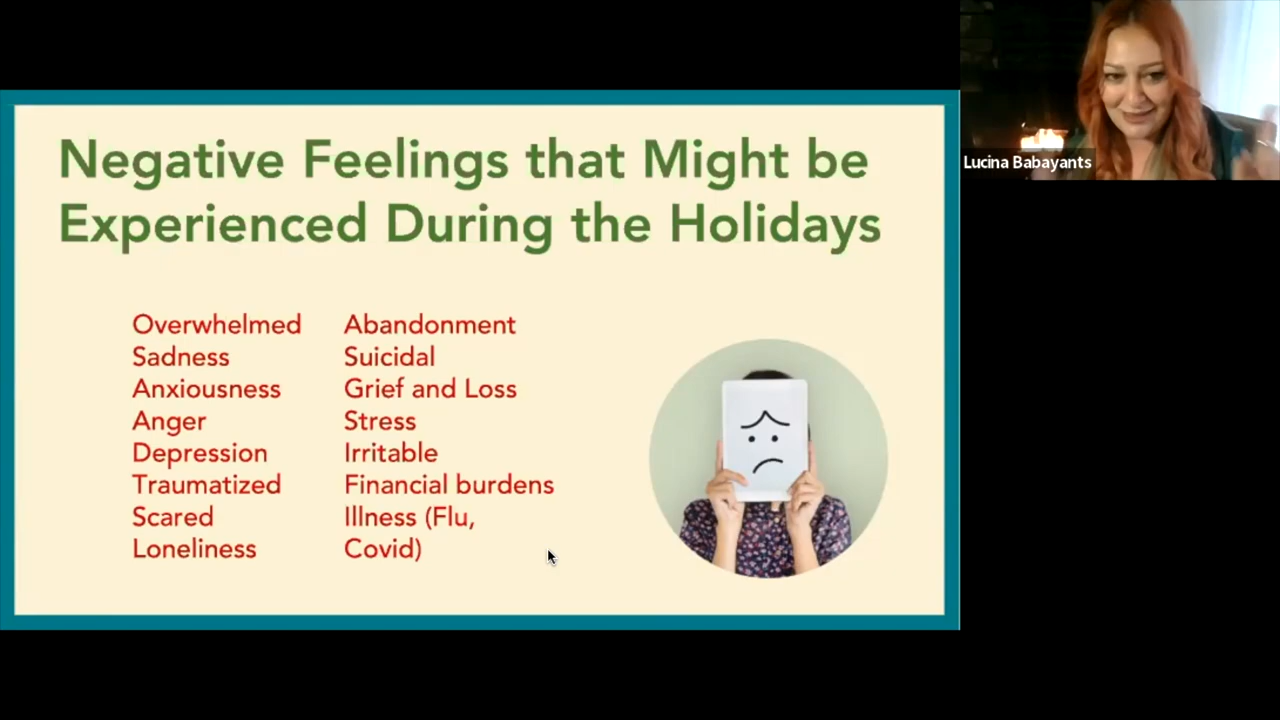 Negative Feelings that Might be
Experienced During the Holidays
Overwhelmed
Sadness
Anxiousness
Anger
Depression
Traumatized
Scared
Loneliness
Abandonment
Suicidal
Grief and Loss
Stress
Irritable
Financial burdens
Illness (Flu,
Covid)
Lucina Babayants